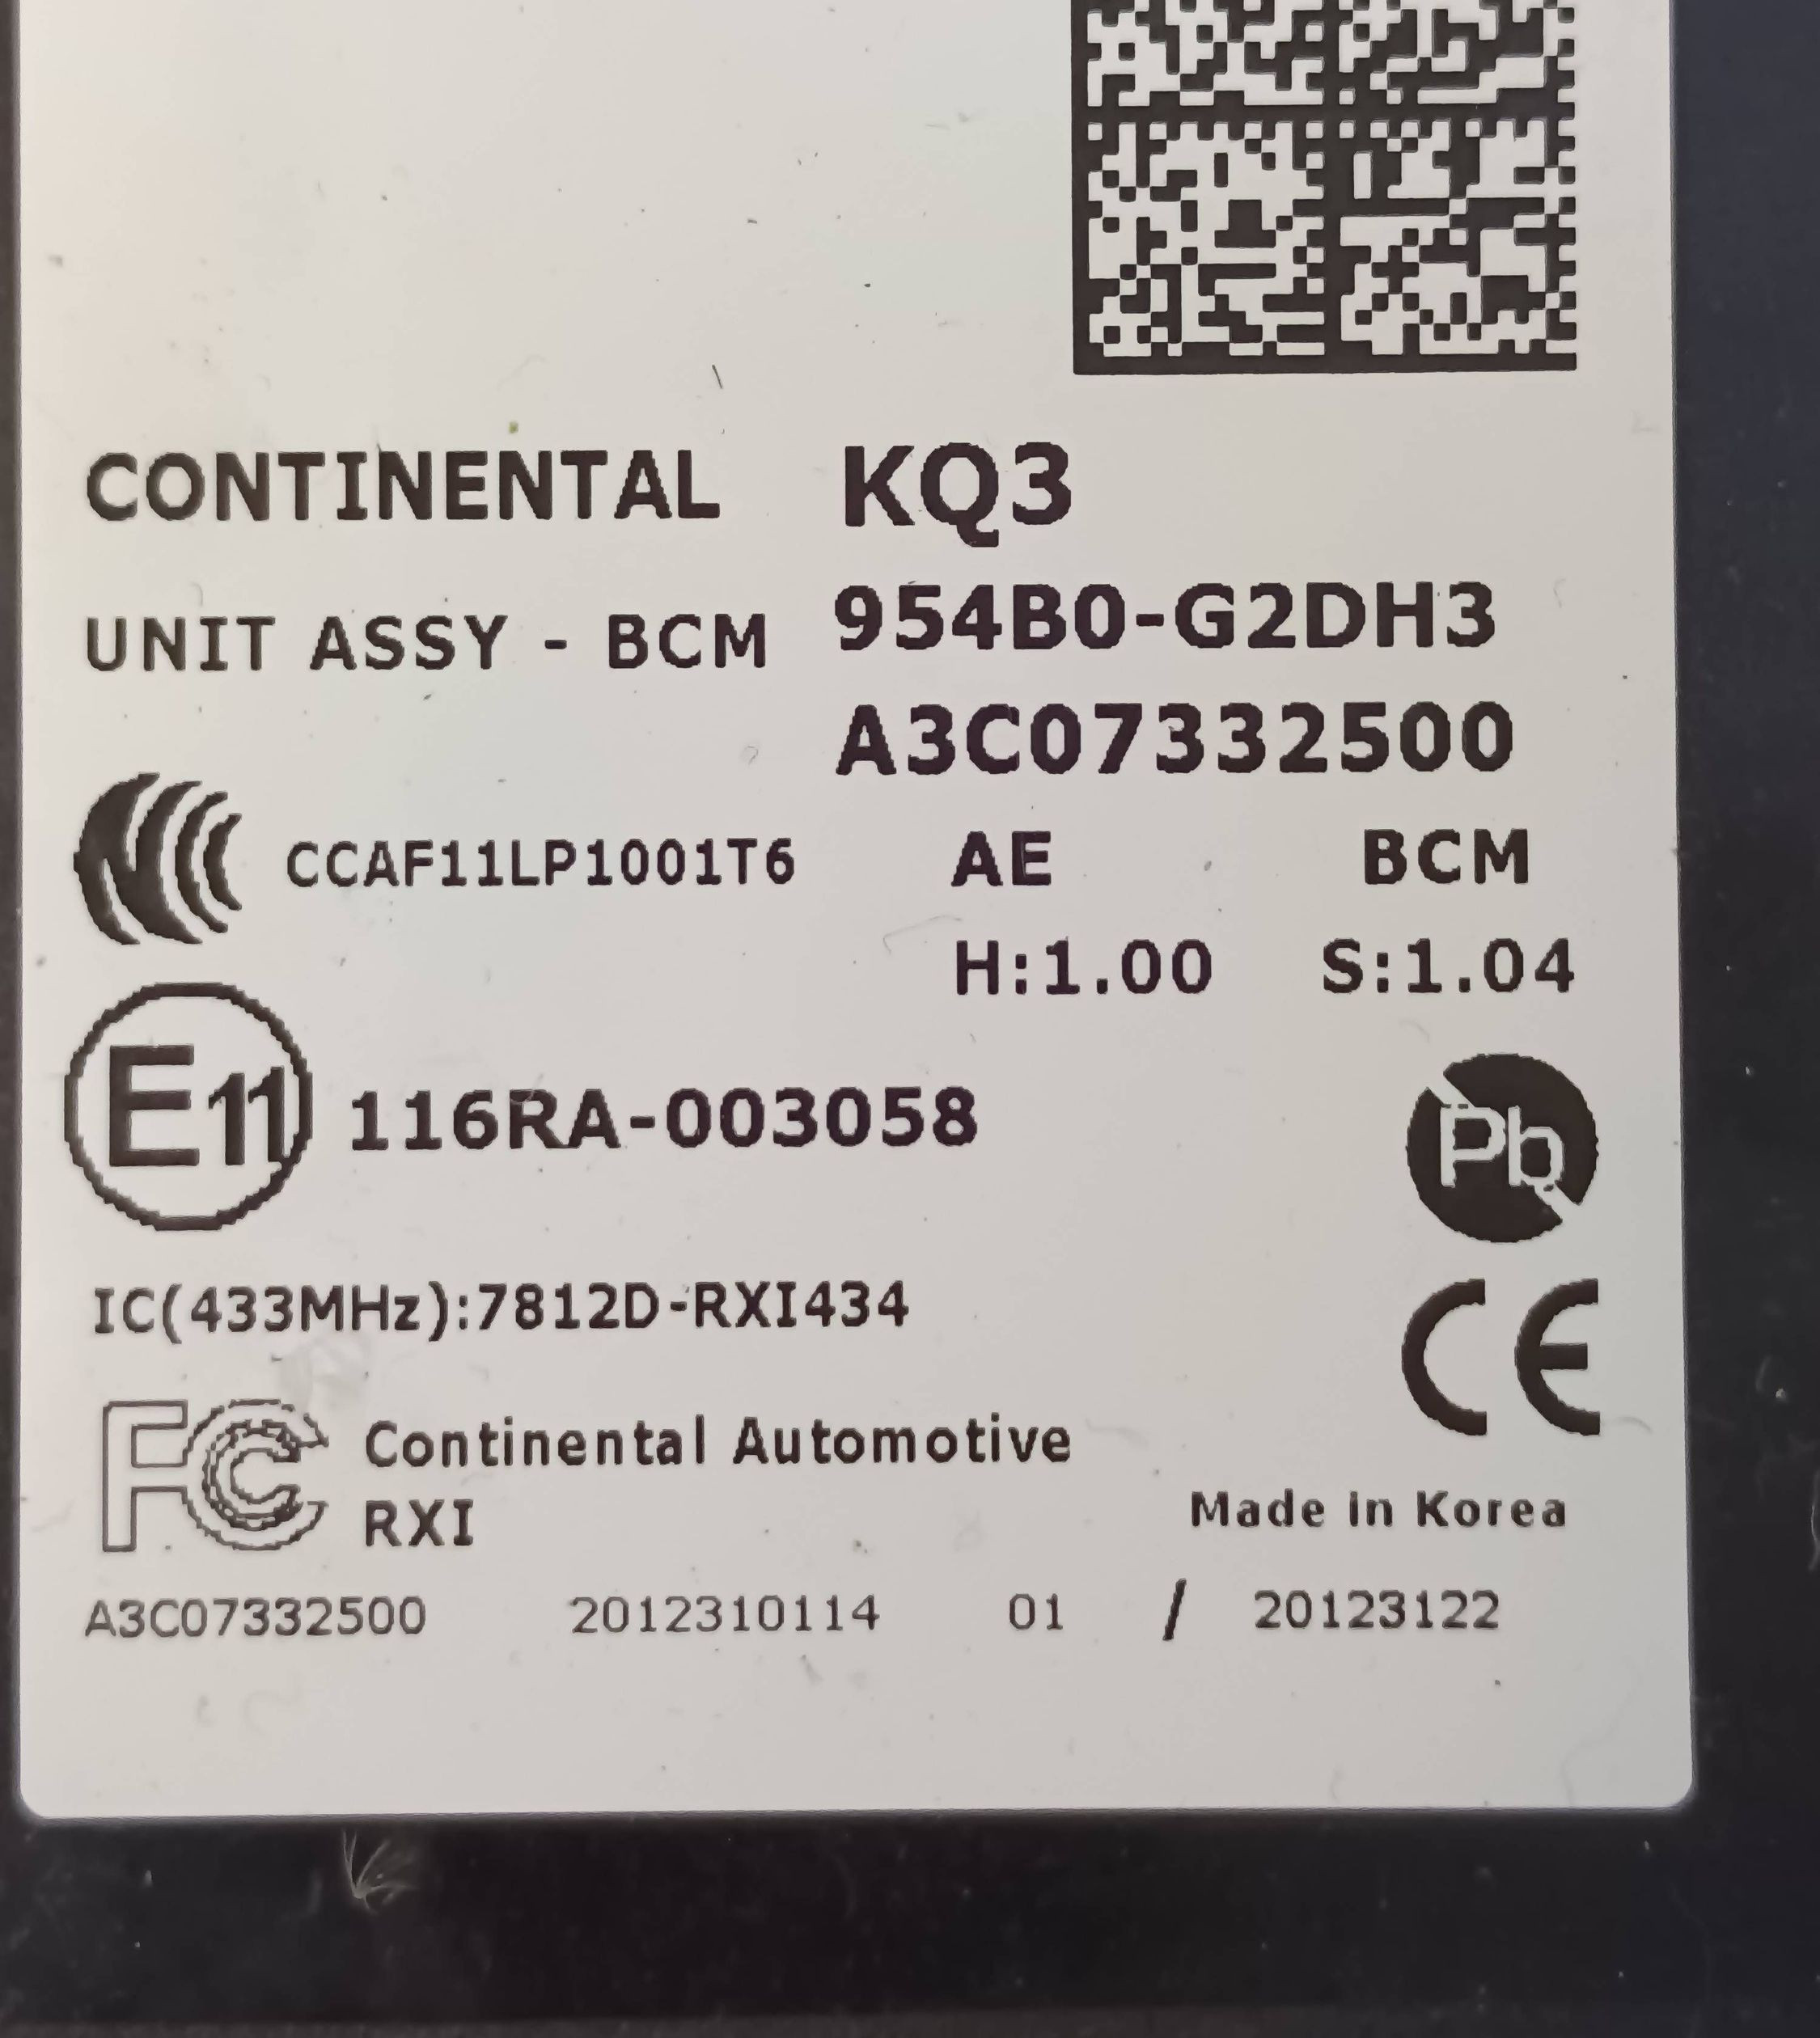 CONTINENTAL KQ3
UNIT ASSY - BCM 954B0-G2DH3
A3C07332500
CCAF11LP1001T6 AE BCM
H:1.00 S:1.04
E11 116RA-003058
Pb
IC(433MHz):7812D-RXI434
CE
FC Continental Automotive
RXI
Made in Korea
A3C07332500 2012310114 01 / 20123122